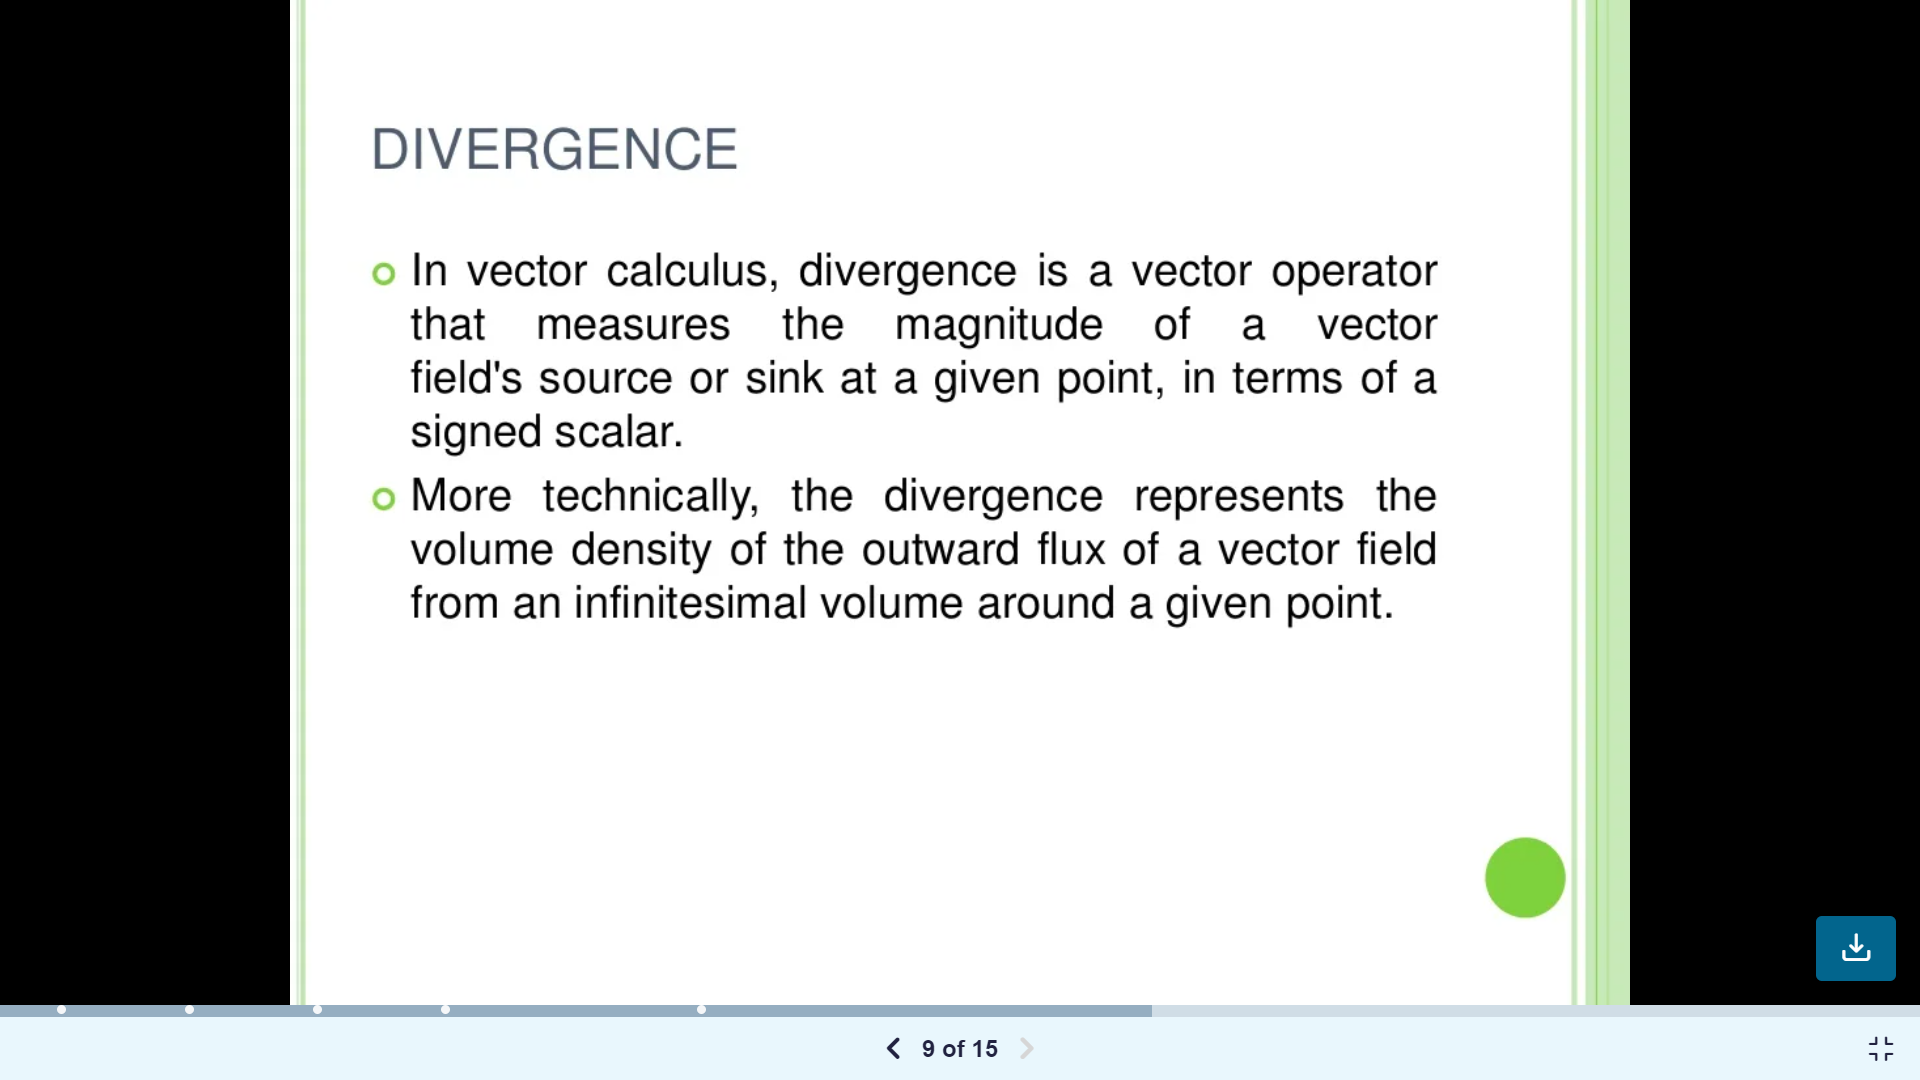 DIVERGENCE
In vector calculus, divergence is a vector operator
that measures the magnitude of a vector
field's source or sink at a given point, in terms of a
signed scalar.
More technically, the divergence represents the
volume density of the outward flux of a vector field
from an infinitesimal volume around a given point.
9 of 15